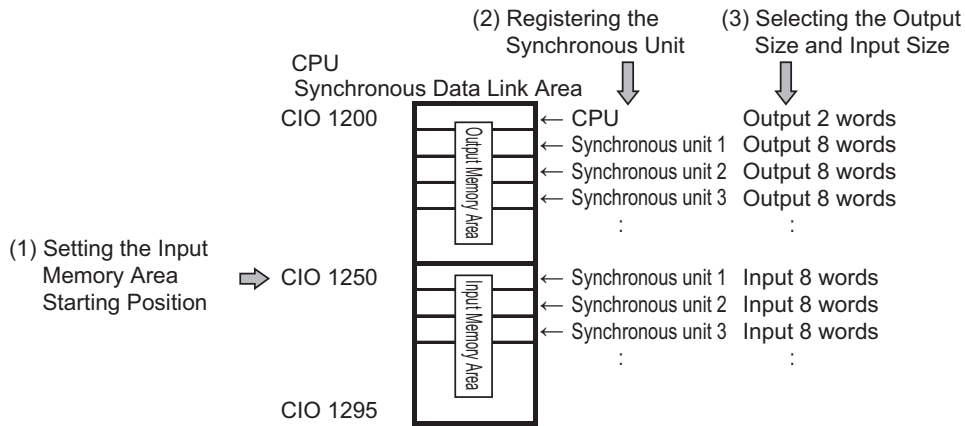 (2) Registering the
Synchronous Unit
(3) Selecting the Output
Size and Input Size
CPU
Synchronous Data Link Area
CIO 1200
← CPU Output 2 words
← Synchronous unit 1 Output 8 words
← Synchronous unit 2 Output 8 words
← Synchronous unit 3 Output 8 words
: :
Output Memory Area
(1) Setting the Input
Memory Area
Starting Position
CIO 1250
← Synchronous unit 1 Input 8 words
← Synchronous unit 2 Input 8 words
← Synchronous unit 3 Input 8 words
: :
Input Memory Area
CIO 1295